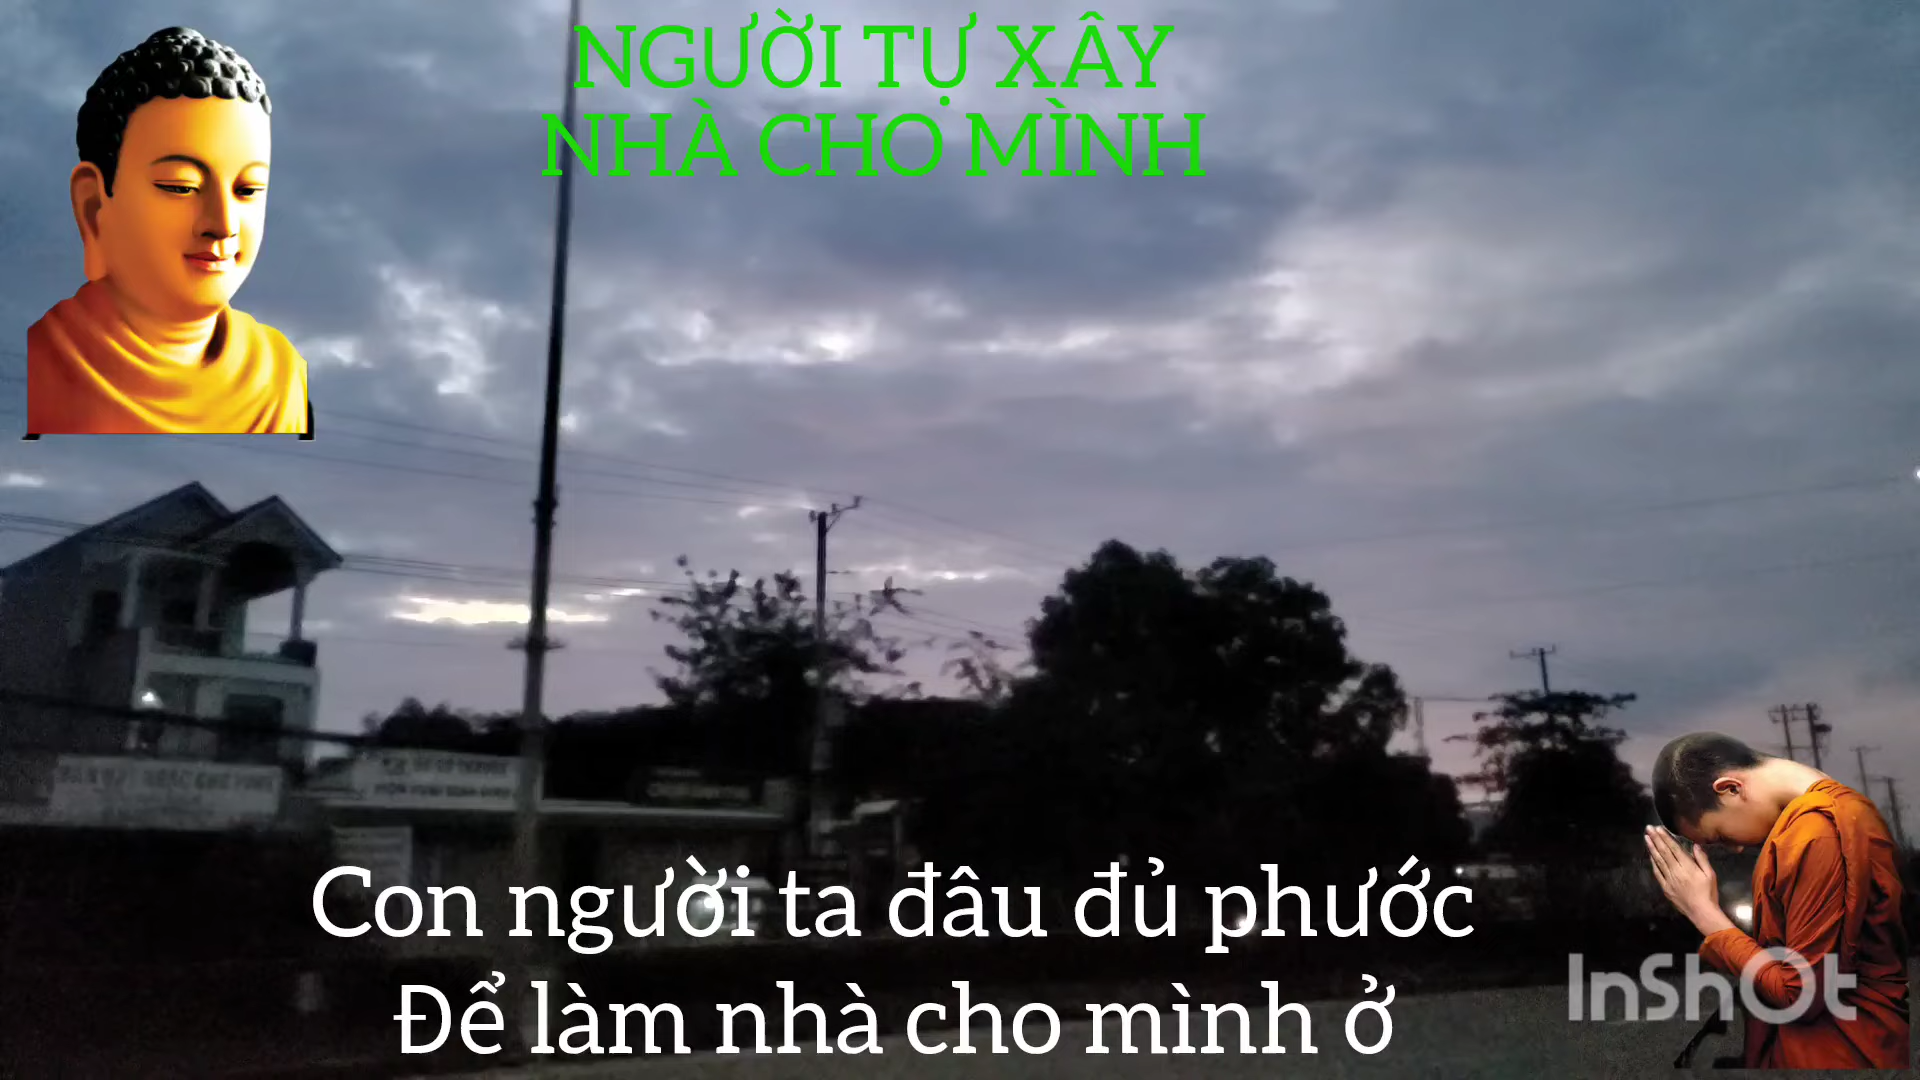 NGƯỜI TỰ XÂY
NHÀ CHO MÌNH
Con người ta đâu đủ phước
Để làm nhà cho mình ở
InShOt